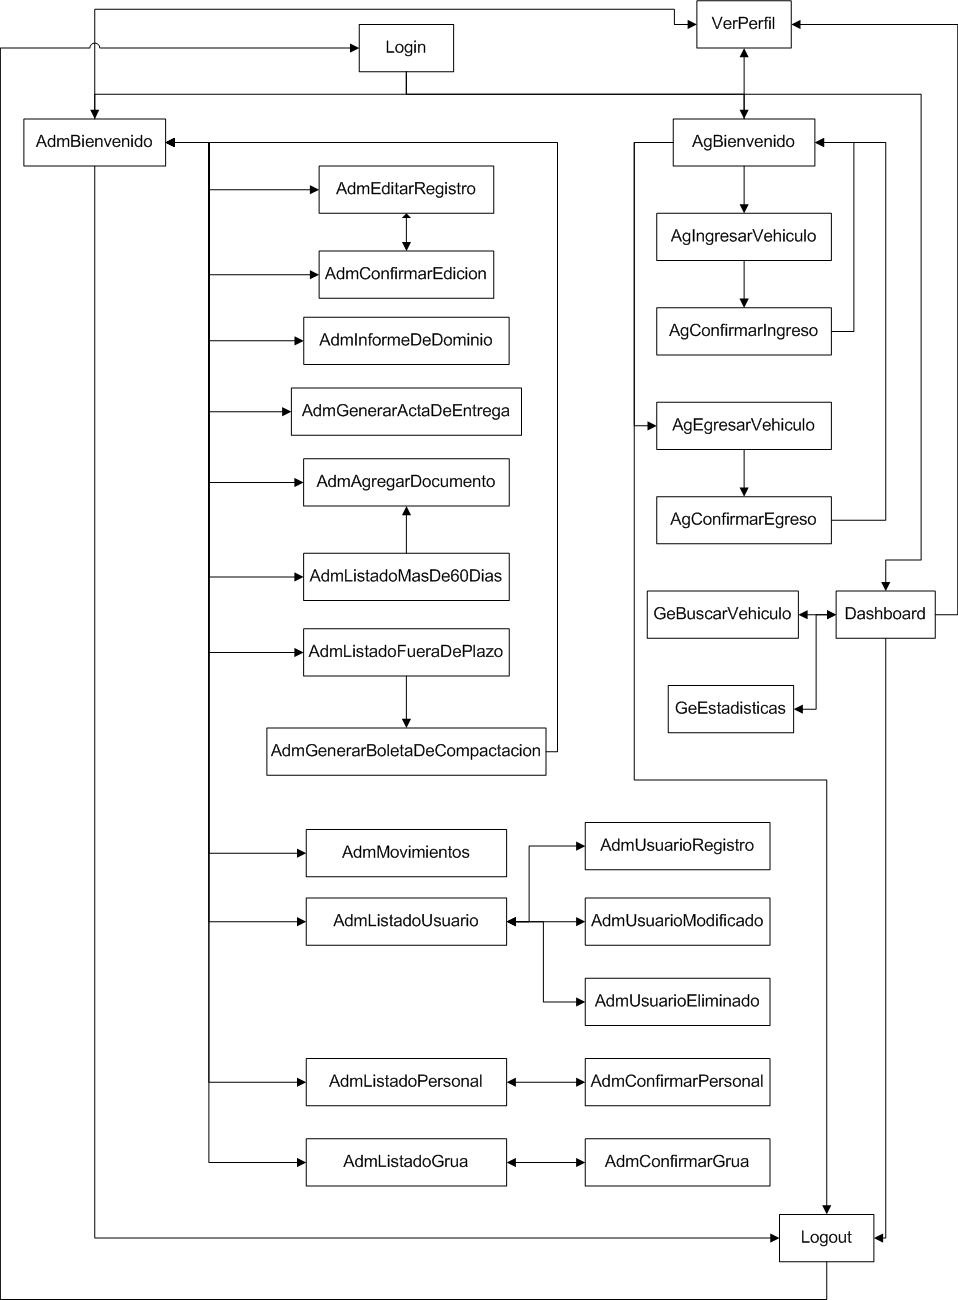 VerPerfil
Login
AdmBienvenido
AgBienvenido
AdmEditarRegistro
AgIngresarVehiculo
AdmConfirmarEdicion
AgConfirmarIngreso
AdmInformeDeDominio
AdmGenerarActaDeEntrega
AgEgresarVehiculo
AdmAgregarDocumento
AgConfirmarEgreso
AdmListadoMasDe60Dias
GeBuscarVehiculo
Dashboard
AdmListadoFueraDePlazo
GeEstadisticas
AdmGenerarBoletaDeCompactacion
AdmUsuarioRegistro
AdmMovimientos
AdmListadoUsuario
AdmUsuarioModificado
AdmUsuarioEliminado
AdmListadoPersonal
AdmConfirmarPersonal
AdmListadoGrua
AdmConfirmarGrua
Logout